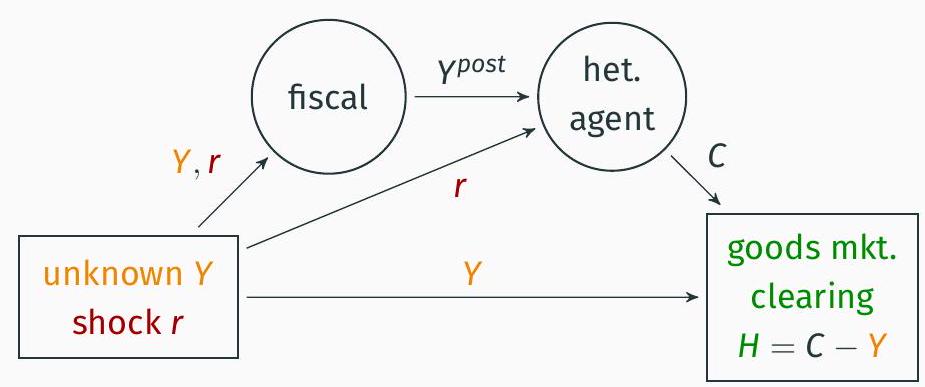 fiscal
Y^{post}
het.
agent
Y, r
r
C
unknown Y
shock r
Y
goods mkt.
clearing
H = C − Y